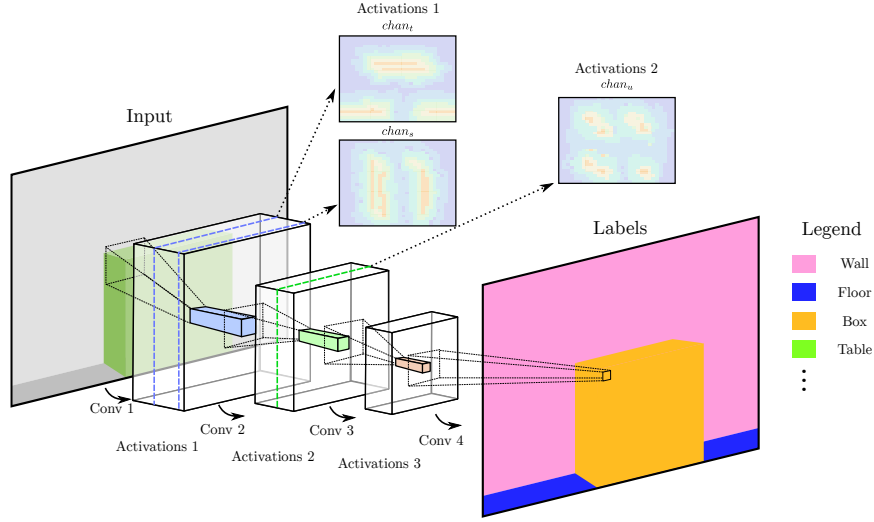 Activations 1
chan_t
Activations 2
chan_u
Input
chan_s
Labels
Legend
Wall
Floor
Box
Table
Conv 1
Conv 2
Conv 3
Conv 4
Activations 1
Activations 2
Activations 3